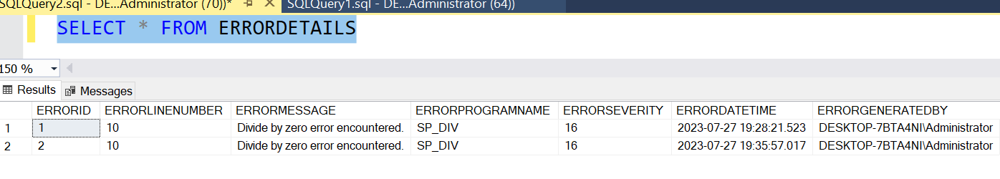 SQLQuery2.sql - DE...Administrator (70))* SQLQuery1.sql - DE...Administrator (64))
SELECT * FROM ERRORDETAILS
150 %
Results Messages
ERRORID ERRORLINENUMBER ERRORMESSAGE ERRORPROGRAMNAME ERRORSEVERITY ERRORDATETIME ERRORGENERATEDBY
1 1 10 Divide by zero error encountered. SP_DIV 16 2023-07-27 19:28:21.523 DESKTOP-7BTA4NI\Administrator
2 2 10 Divide by zero error encountered. SP_DIV 16 2023-07-27 19:35:57.017 DESKTOP-7BTA4NI\Administrator